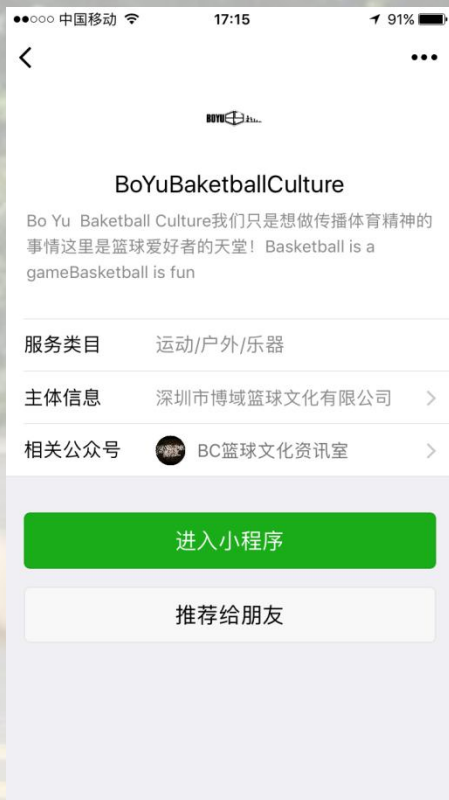 中国移动 17:15 91%
BOYU
BoYuBaketballCulture
Bo Yu  Baketball Culture我们只是想做传播体育精神的
事情这里是篮球爱好者的天堂！Basketball is a
gameBasketball is fun
服务类目 运动/户外/乐器
主体信息 深圳市博域篮球文化有限公司
相关公众号 BC篮球文化资讯室
进入小程序
推荐给朋友